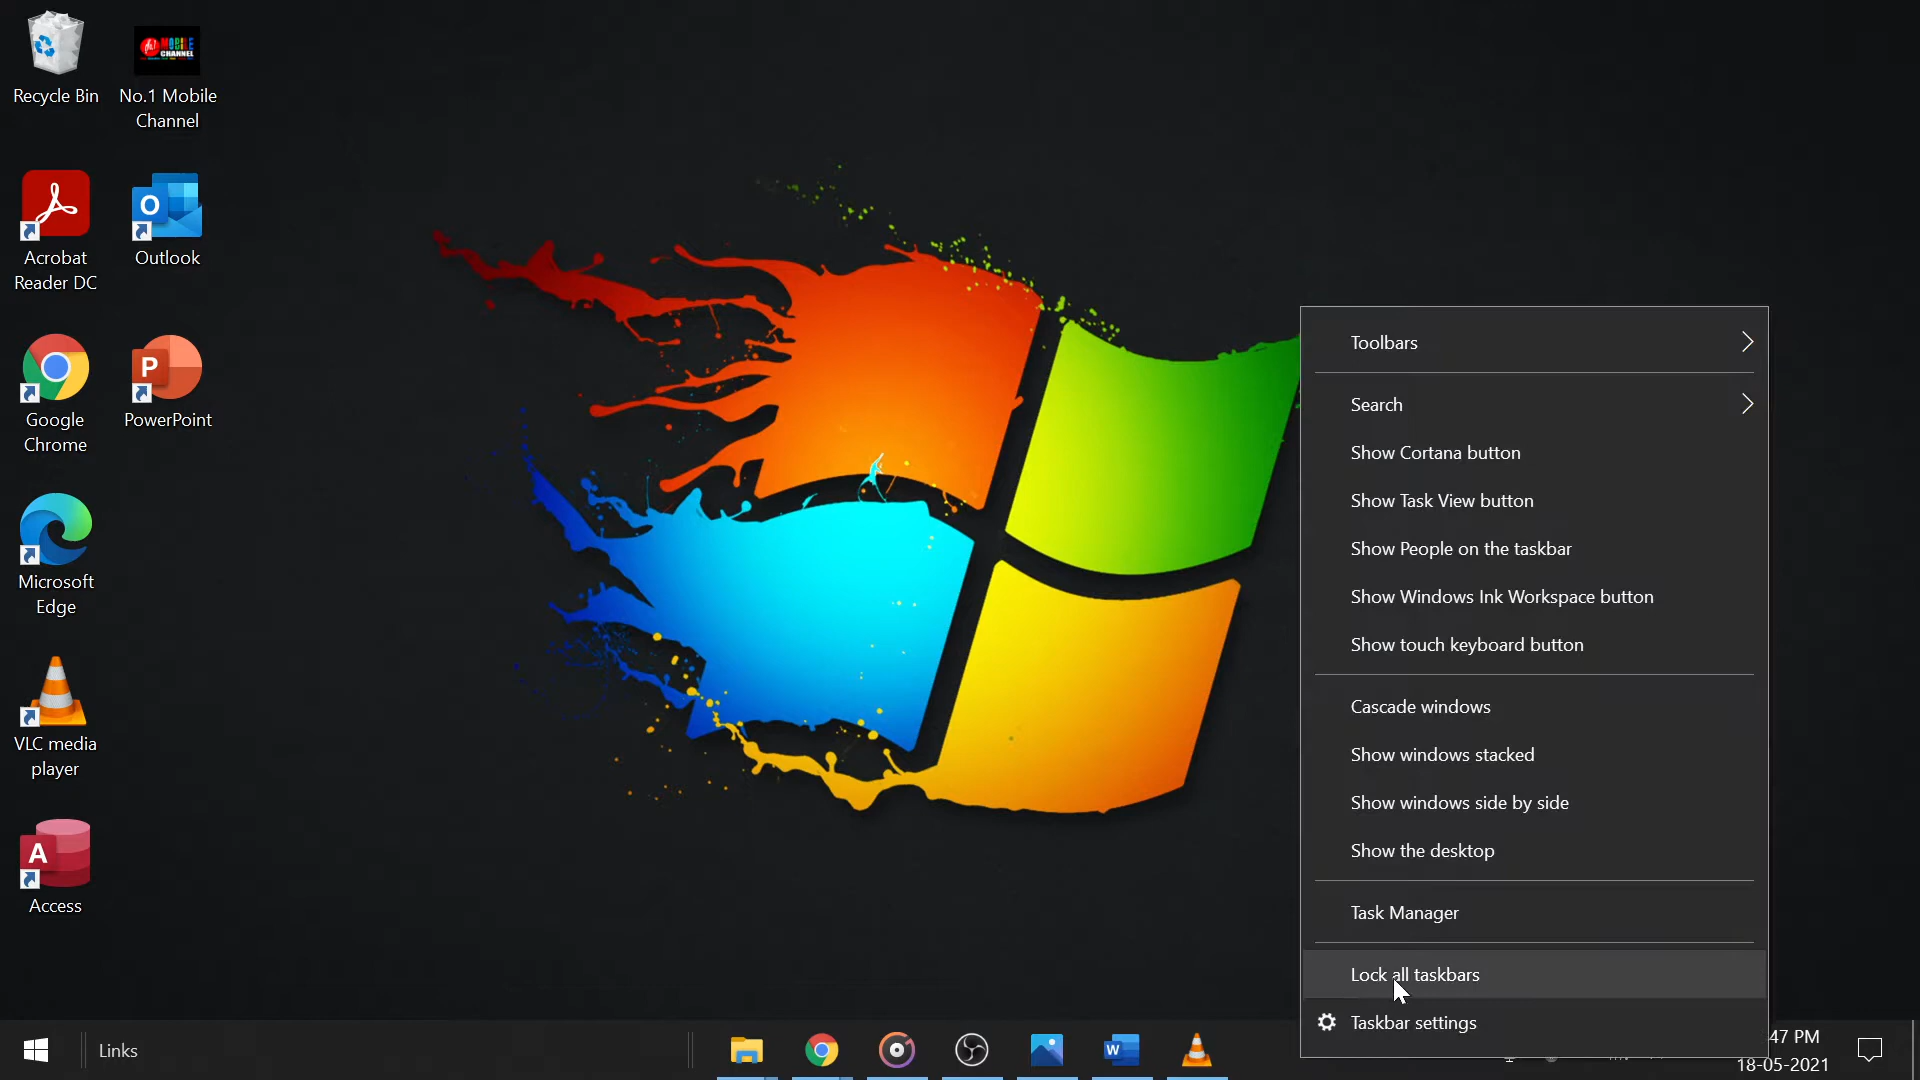 Recycle Bin
No.1 Mobile
Channel
MOBILE
CHANNEL
Acrobat
Reader DC
Outlook
Google
Chrome
PowerPoint
Microsoft
Edge
VLC media
player
Access
Toolbars
Search
Show Cortana button
Show Task View button
Show People on the taskbar
Show Windows Ink Workspace button
Show touch keyboard button
Cascade windows
Show windows stacked
Show windows side by side
Show the desktop
Task Manager
Lock all taskbars
Taskbar settings
Links
47 PM
18-05-2021